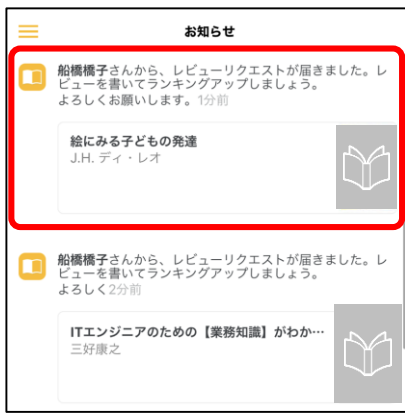 お知らせ
船橋橋子さんから、レビューリクエストが届きました。レ
ビューを書いてランキングアップしましょう。
よろしくお願いします。1分前
絵にみる子どもの発達
J.H. ディ・レオ
船橋橋子さんから、レビューリクエストが届きました。レ
ビューを書いてランキングアップしましょう。
よろしく2分前
ITエンジニアのための【業務知識】がわか…
三好康之